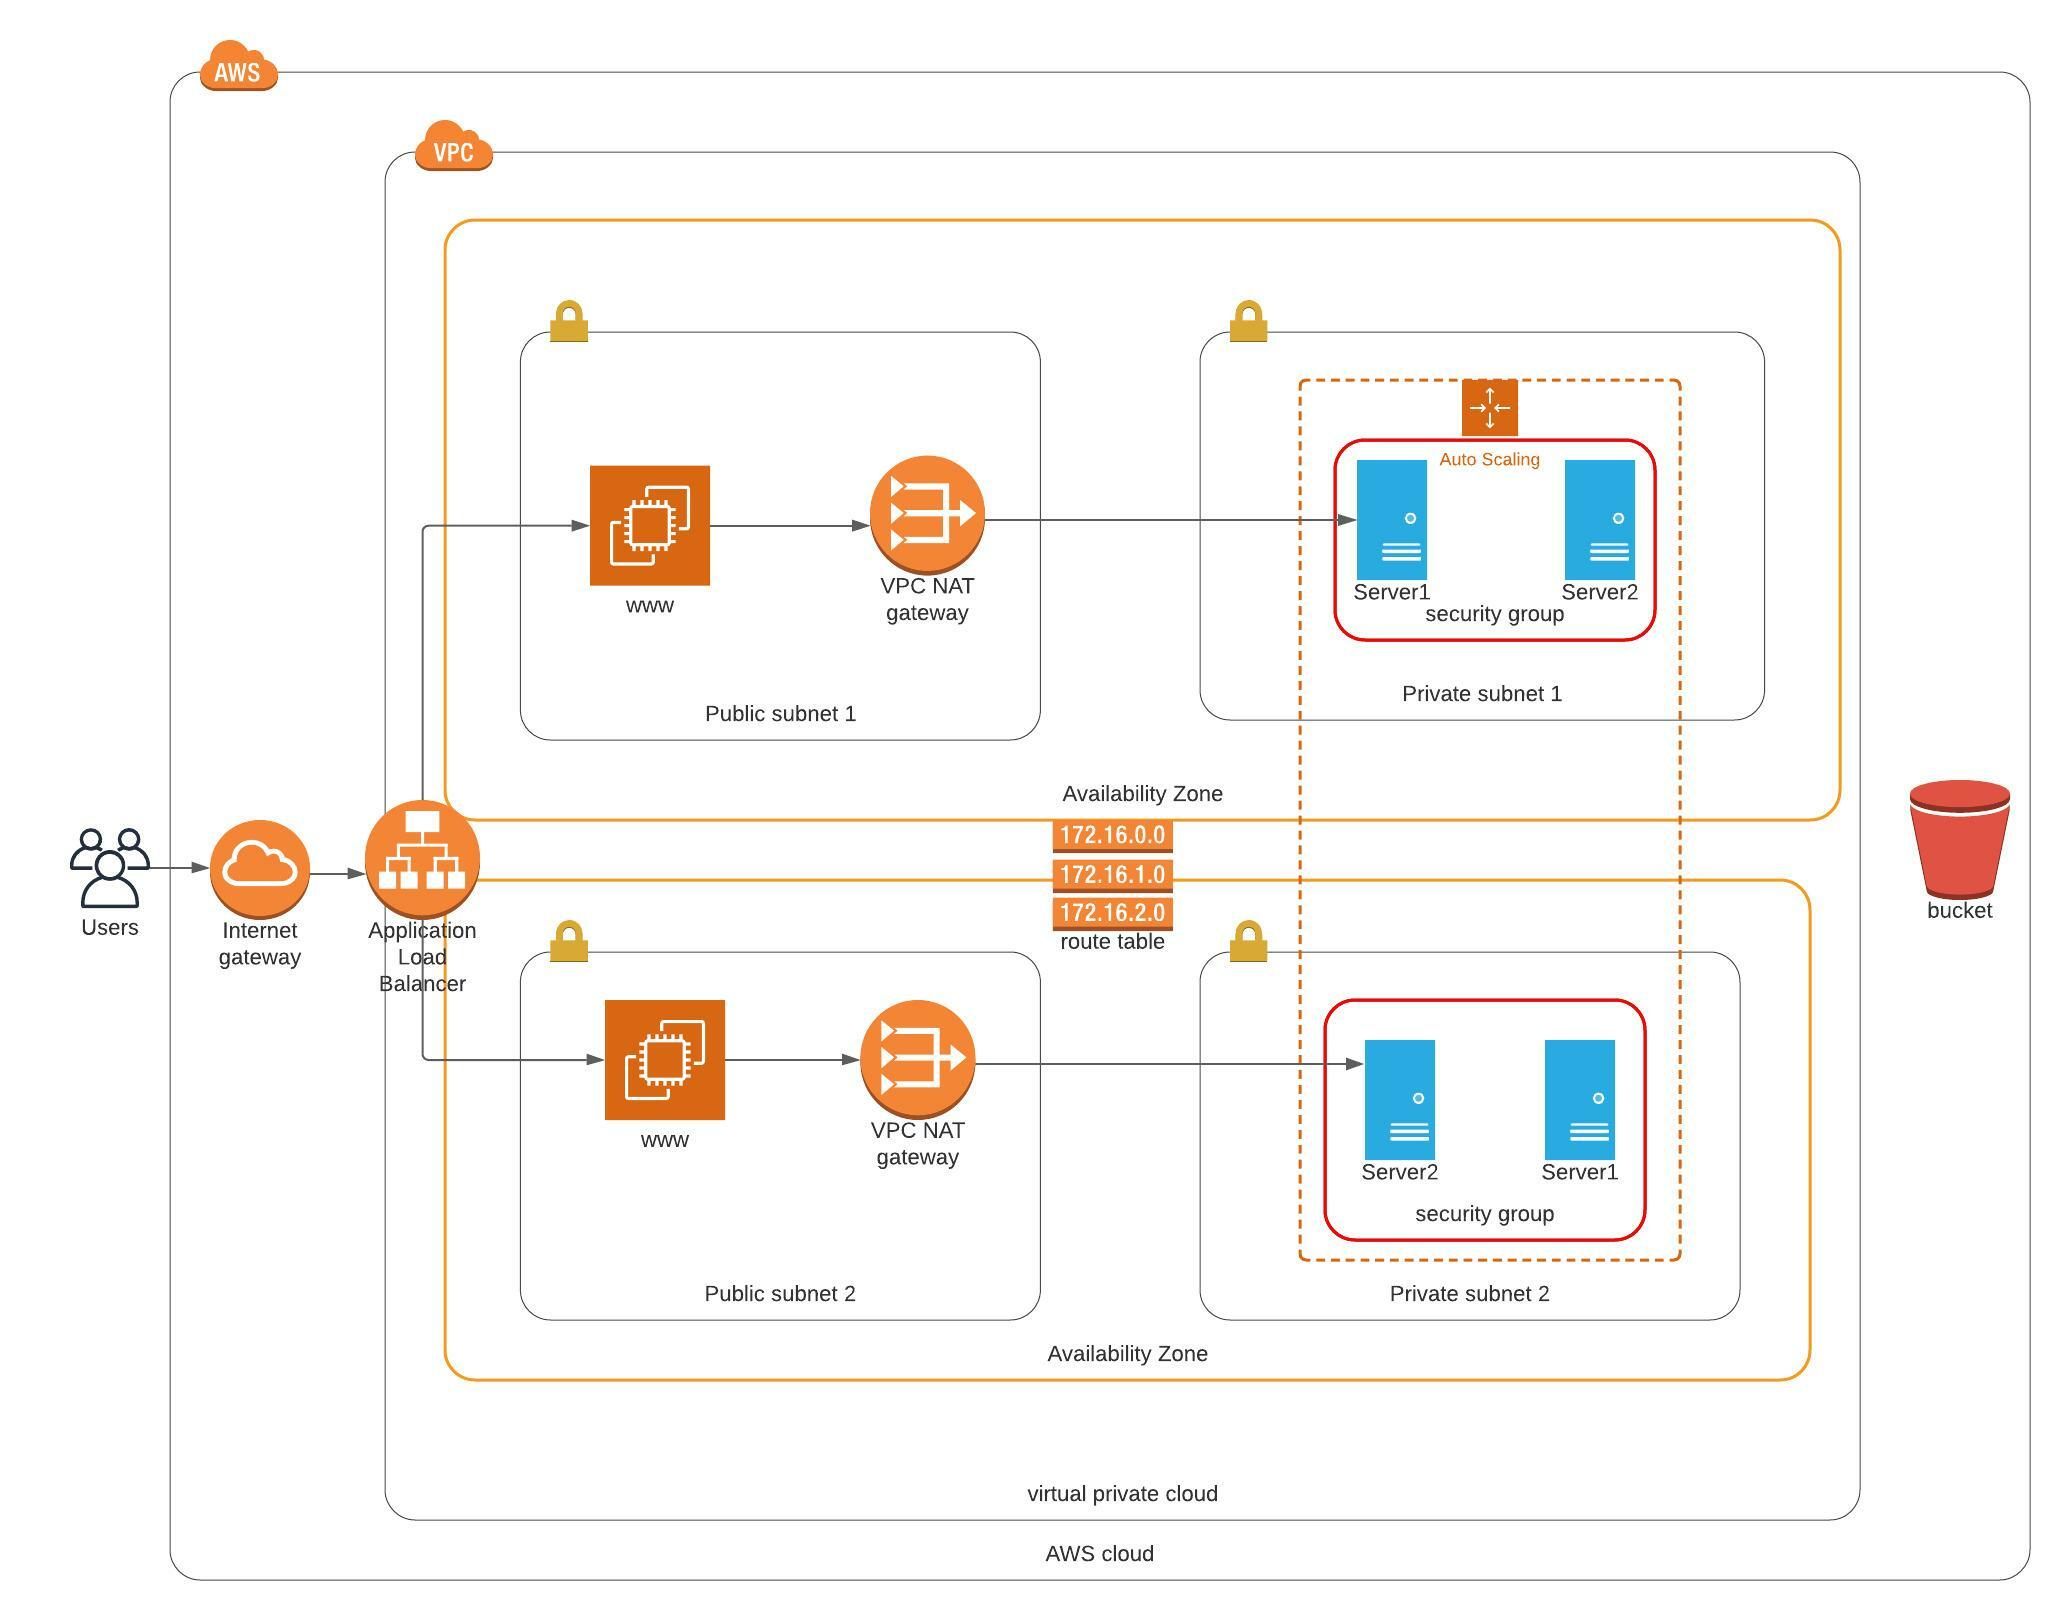 AWS
VPC
Auto Scaling
Server1
Server2
security group
www
VPC NAT
gateway
Public subnet 1
Private subnet 1
Availability Zone
172.16.0.0
172.16.1.0
172.16.2.0
route table
Users
Internet
gateway
Application
Load
Balancer
bucket
www
VPC NAT
gateway
Server2
Server1
security group
Public subnet 2
Private subnet 2
Availability Zone
virtual private cloud
AWS cloud